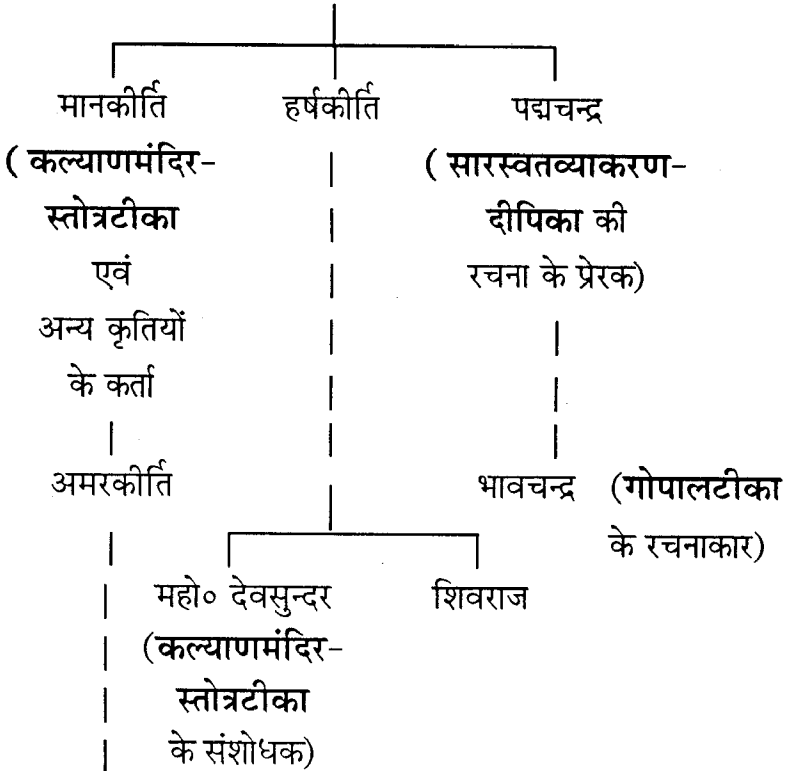 मानकीर्ति हर्षकीर्ति पद्मचन्द्र
(कल्याणमंदिर- (सारस्वतव्याकरण-
स्तोत्रटीका दीपिका की
एवं रचना के प्रेरक)
अन्य कृतियों
के कर्ता
अमरकीर्ति भावचन्द्र (गोपालटीका
के रचनाकार)
महो० देवसुन्दर शिवराज
(कल्याणमंदिर-
स्तोत्रटीका
के संशोधक)